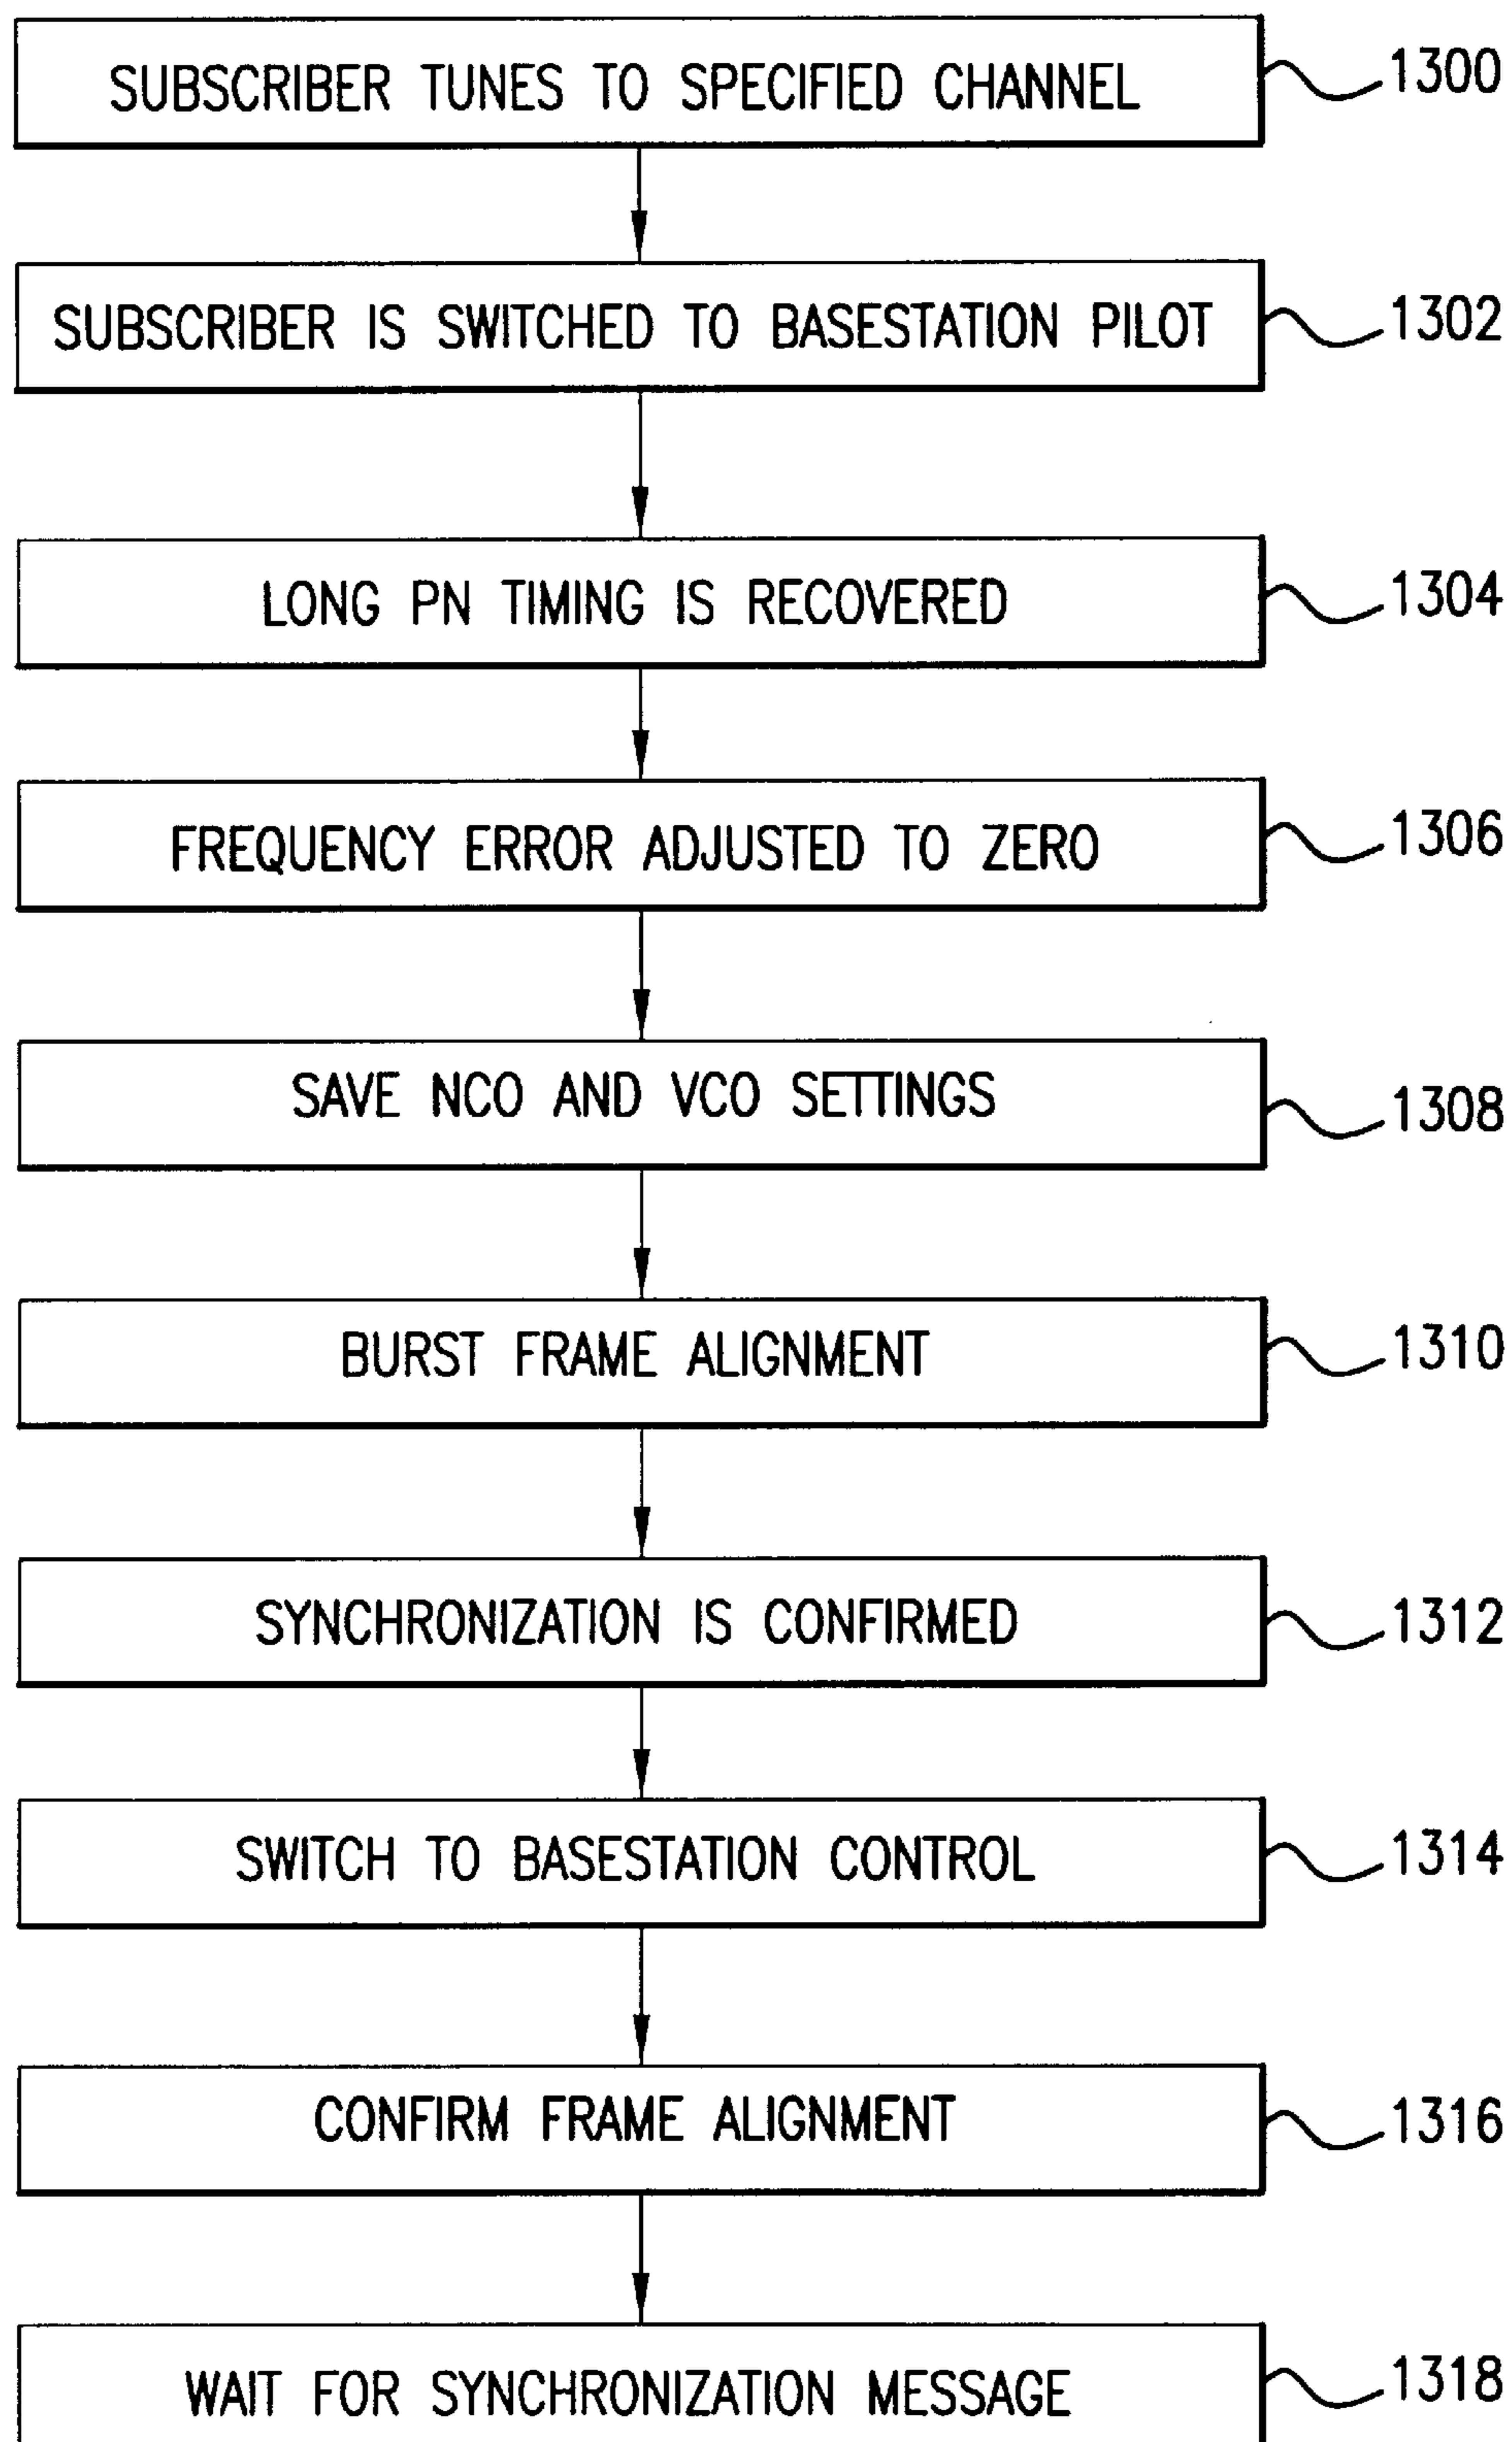 SUBSCRIBER TUNES TO SPECIFIED CHANNEL 1300
SUBSCRIBER IS SWITCHED TO BASESTATION PILOT 1302
LONG PN TIMING IS RECOVERED 1304
FREQUENCY ERROR ADJUSTED TO ZERO 1306
SAVE NCO AND VCO SETTINGS 1308
BURST FRAME ALIGNMENT 1310
SYNCHRONIZATION IS CONFIRMED 1312
SWITCH TO BASESTATION CONTROL 1314
CONFIRM FRAME ALIGNMENT 1316
WAIT FOR SYNCHRONIZATION MESSAGE 1318